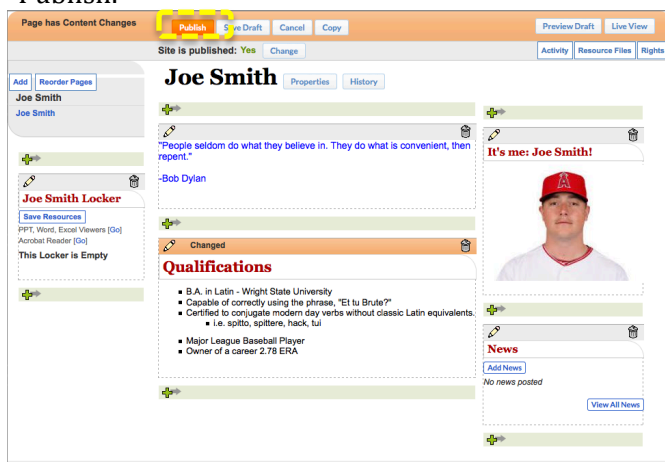 Publish.
Page has Content Changes
Publish Save Draft Cancel Copy
Preview Draft Live View
Site is published: Yes Change
Activity Resource Files Rights
Add Reorder Pages
Joe Smith
Joe Smith
Joe Smith Locker
Save Resources
PPT, Word, Excel Viewers [Go]
Acrobat Reader [Go]
This Locker is Empty
Joe Smith Properties History
"People seldom do what they believe in. They do what is convenient, then
repent."
-Bob Dylan
Changed
Qualifications
B.A. in Latin - Wright State University
Capable of correctly using the phrase, "Et tu Brute?"
Certified to conjugate modern day verbs without classic Latin equivalents.
i.e. spitto, spittere, hack, tui
Major League Baseball Player
Owner of a career 2.78 ERA
It's me: Joe Smith!
A
News
Add News
No news posted
View All News